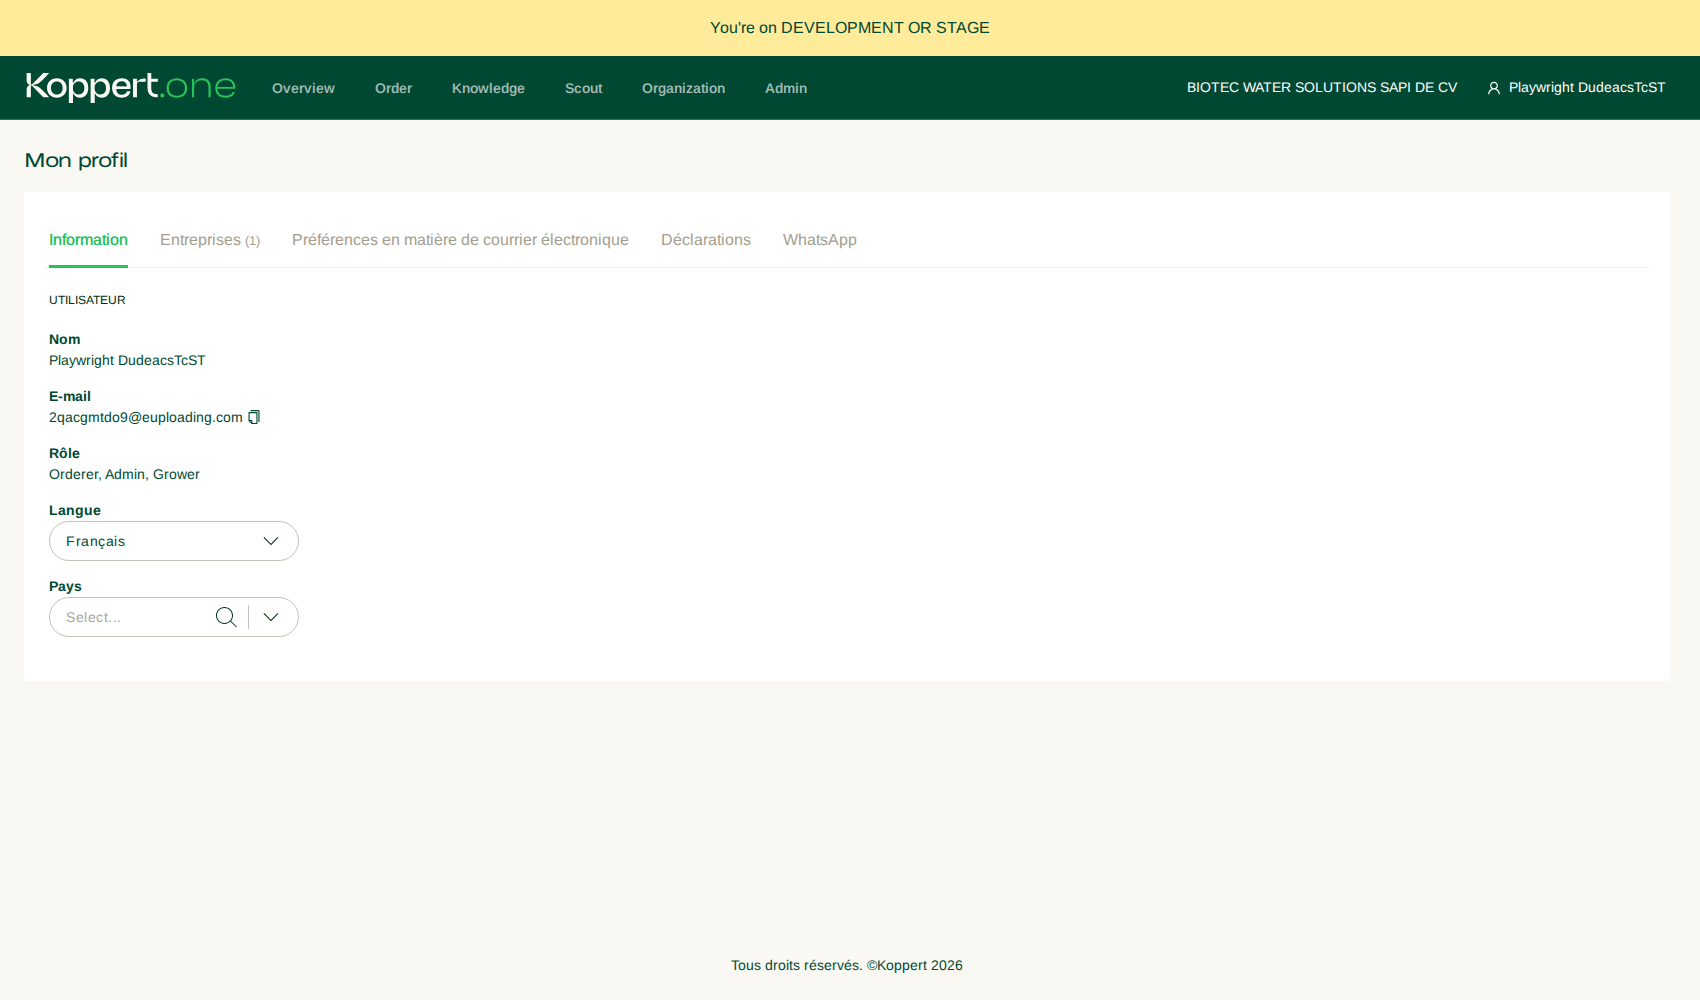 You're on DEVELOPMENT OR STAGE
Koppert.one Overview Order Knowledge Scout Organization Admin BIOTEC WATER SOLUTIONS SAPI DE CV Playwright DudeacsTcST
Mon profil
Information Entreprises (1) Préférences en matière de courrier électronique Déclarations WhatsApp
UTILISATEUR
Nom
Playwright DudeacsTcST
E-mail
2qacgmtdo9@euploading.com
Rôle
Orderer, Admin, Grower
Langue
Français
Pays
Select...
Tous droits réservés. ©Koppert 2026